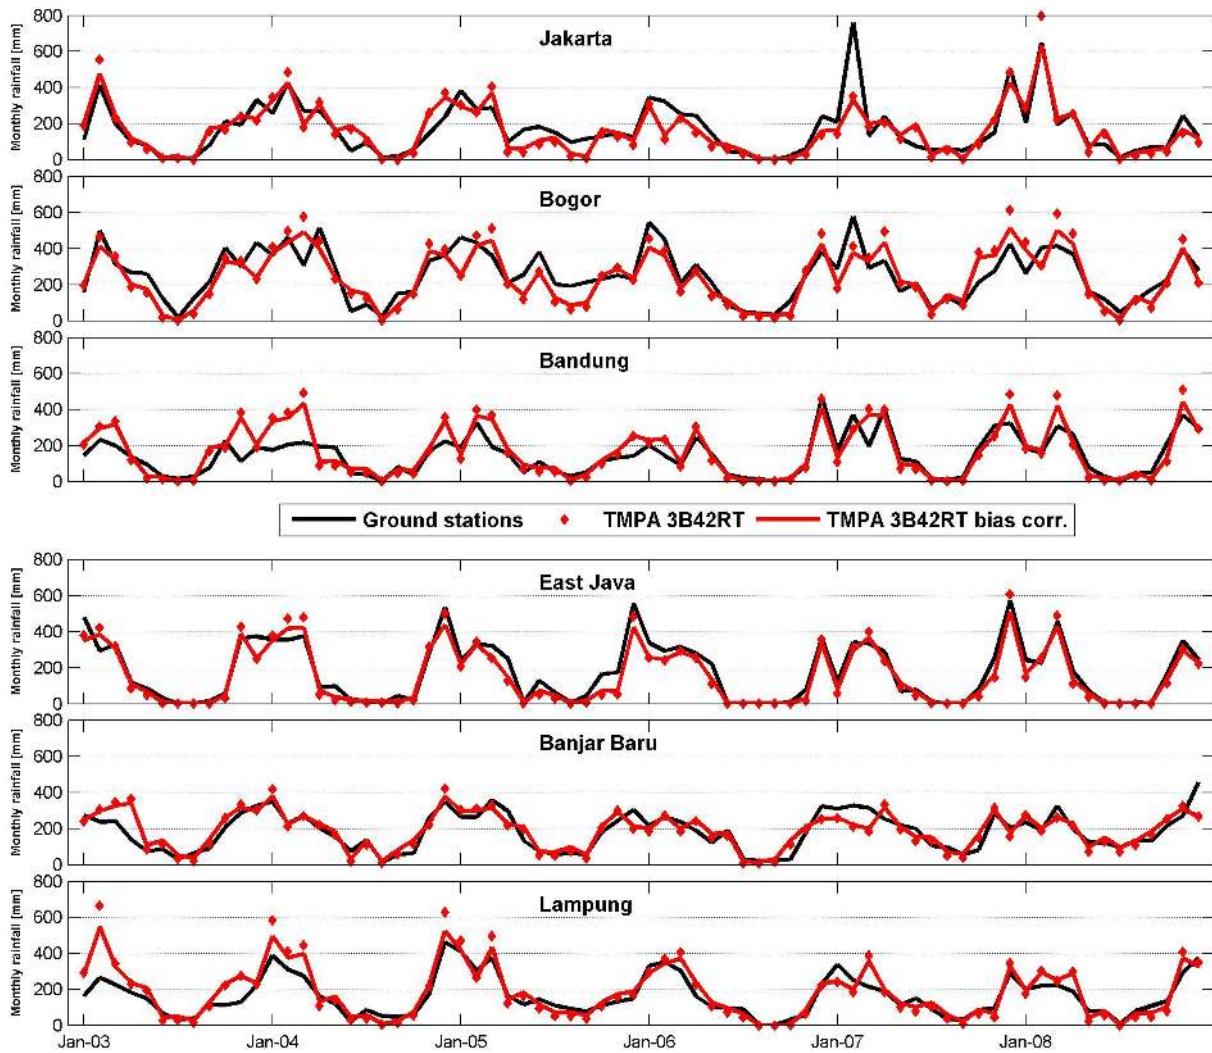 Jakarta
Monthly rainfall [mm]
800
600
400
200
0
Bogor
Monthly rainfall [mm]
800
600
400
200
0
Bandung
Monthly rainfall [mm]
800
600
400
200
0
Ground stations TMPA 3B42RT TMPA 3B42RT bias corr.
East Java
Monthly rainfall [mm]
800
600
400
200
0
Banjar Baru
Monthly rainfall [mm]
800
600
400
200
0
Lampung
Monthly rainfall [mm]
800
600
400
200
0
Jan-03 Jan-04 Jan-05 Jan-06 Jan-07 Jan-08